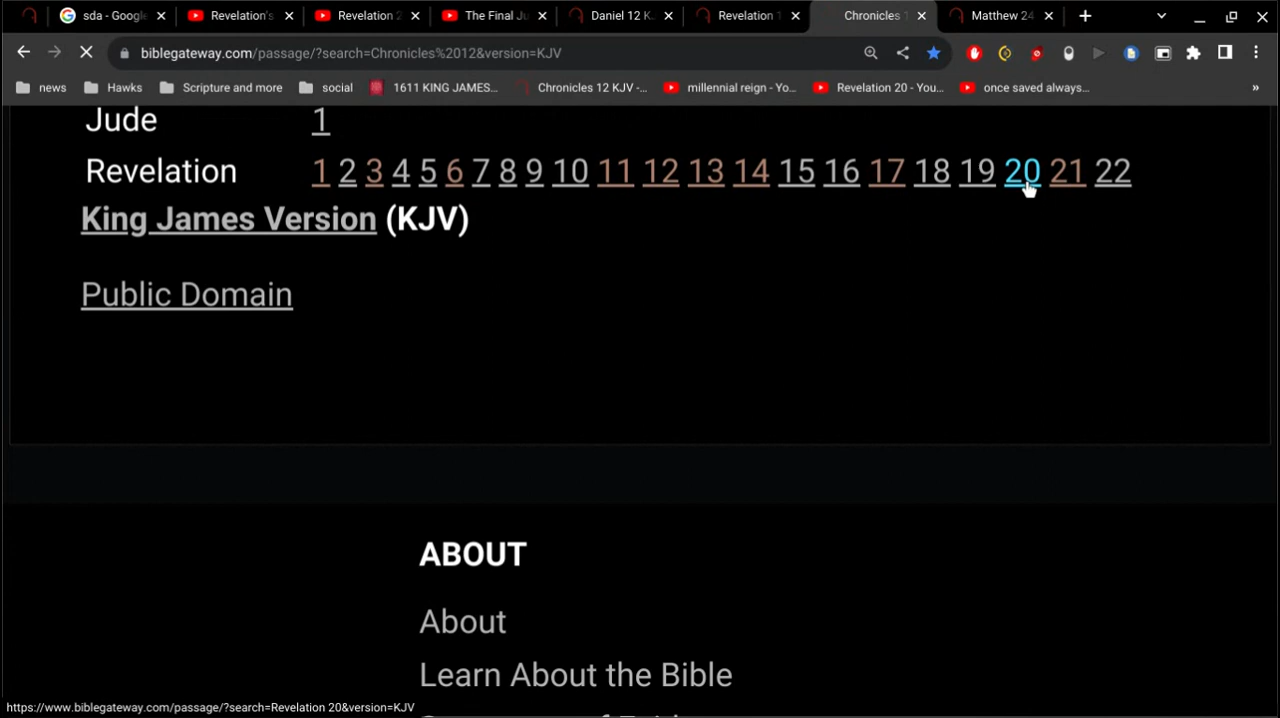 sda - Google
Revelation's
Revelation 2
The Final Ju
Daniel 12 K
Revelation 1
Chronicles 1
Matthew 24
biblegateway.com/passage/?search=Chronicles%2012&version=KJV
news
Hawks
Scripture and more
social
1611 KING JAMES...
Chronicles 12 KJV -...
millennial reign - Yo...
Revelation 20 - You...
once saved always...
»
Jude 1
Revelation 1 2 3 4 5 6 7 8 9 10 11 12 13 14 15 16 17 18 19 20 21 22
King James Version (KJV)
Public Domain
ABOUT
About
Learn About the Bible
https://www.biblegateway.com/passage/?search=Revelation 20&version=KJV